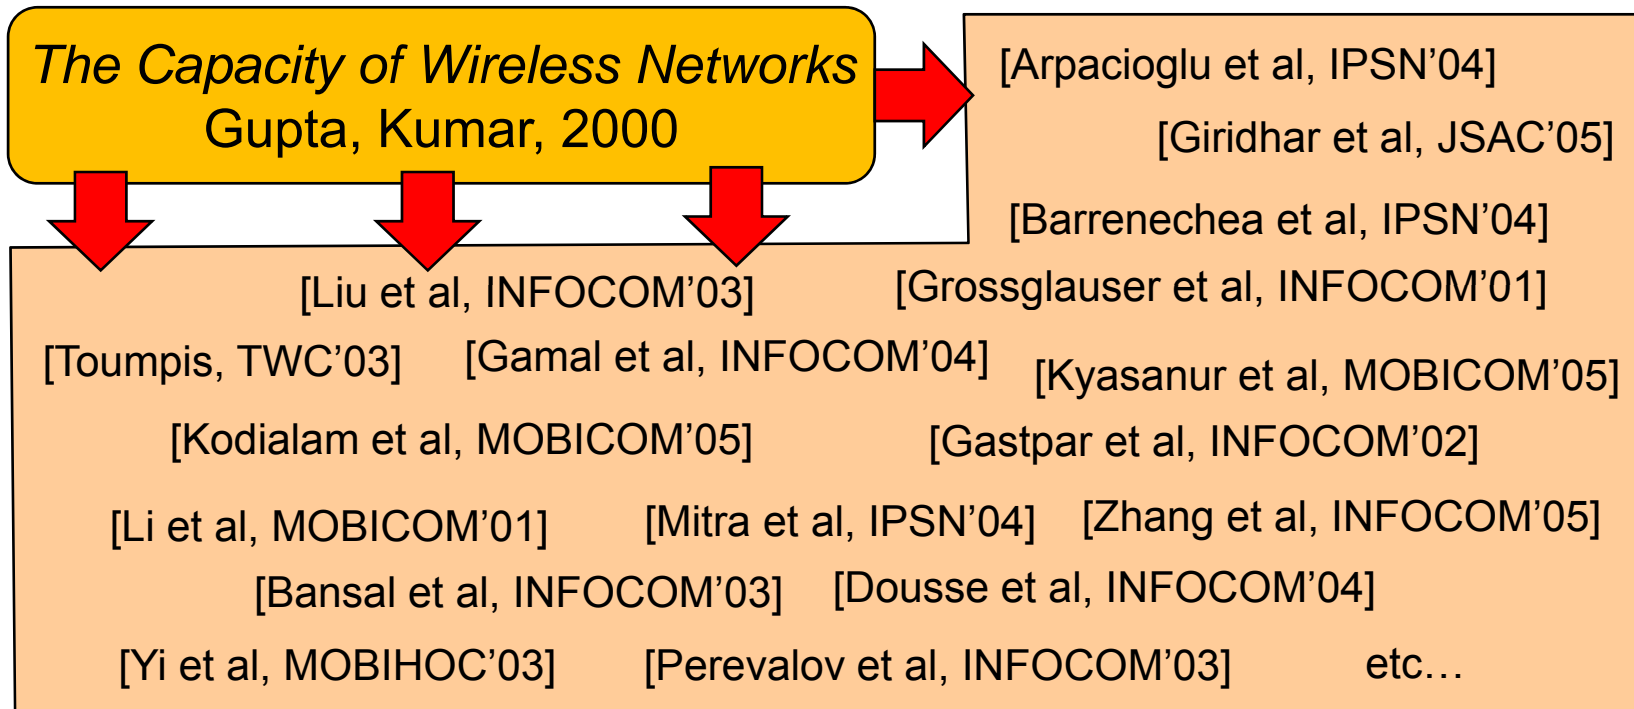 The Capacity of Wireless Networks
Gupta, Kumar, 2000
[Arpacioglu et al, IPSN’04]
[Giridhar et al, JSAC’05]
[Barrenechea et al, IPSN’04]
[Liu et al, INFOCOM’03]
[Grossglauser et al, INFOCOM’01]
[Toumpis, TWC’03]
[Gamal et al, INFOCOM’04]
[Kyasanur et al, MOBICOM’05]
[Kodialam et al, MOBICOM’05]
[Gastpar et al, INFOCOM’02]
[Li et al, MOBICOM’01]
[Mitra et al, IPSN’04]
[Zhang et al, INFOCOM’05]
[Bansal et al, INFOCOM’03]
[Dousse et al, INFOCOM’04]
[Yi et al, MOBIHOC’03]
[Perevalov et al, INFOCOM’03]
etc…